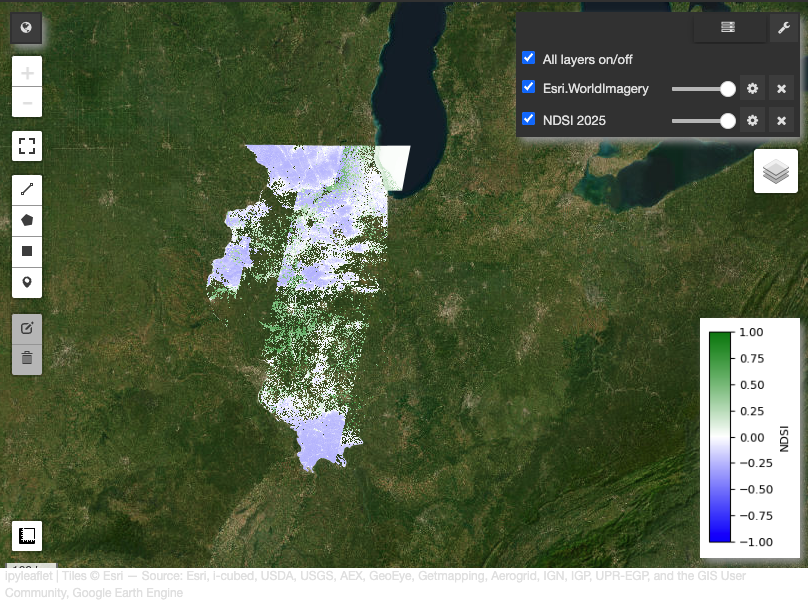 All layers on/off
Esri.WorldImagery
NDSI 2025
1.00
0.75
0.50
0.25
0.00
−0.25
−0.50
−0.75
−1.00
NDSI
ipyleaflet | Tiles © Esri — Source: Esri, i-cubed, USDA, USGS, AEX, GeoEye, Getmapping, Aerogrid, IGN, IGP, UPR-EGP, and the GIS User
Community, Google Earth Engine